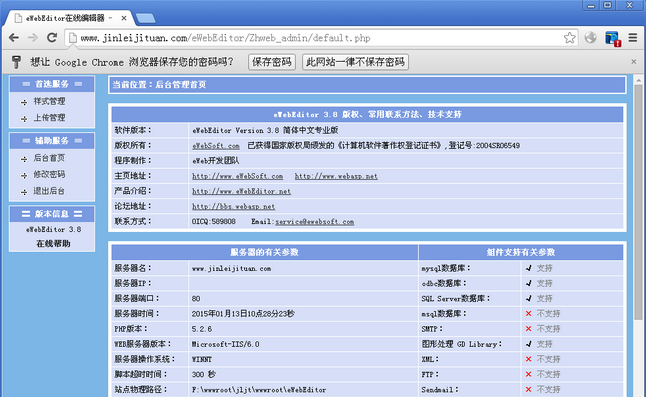 eWebEditor在线编辑器 -
www.jinleijituan.com/eWebEditor/Zhweb_admin/default.php
想让 Google Chrome 浏览器保存您的密码吗？ 保存密码 此网站一律不保存密码
首选服务
样式管理
上传管理
辅助服务
后台首页
修改密码
退出后台
版本信息
eWebEditor 3.8
在线帮助
当前位置：后台管理首页
eWebEditor 3.8 版权、常用联系方法、技术支持
软件版本： eWebEditor Version 3.8 简体中文专业版
版权所有： eWebSoft.com 已获得国家版权局颁发的《计算机软件著作权登记证书》,登记号:2004SR06549
程序制作： eWeb开发团队
主页地址： http://www.eWebSoft.com http://www.webasp.net
产品介绍： http://www.eWebEditor.net
论坛地址： http://bbs.webasp.net
联系方式： OICQ:589808 Email:service@ewebsoft.com
服务器的有关参数 组件支持有关参数
服务器名： www.jinleijituan.com mysql数据库： √ 支持
服务器IP： odbc数据库： √ 支持
服务器端口： 80 SQL Server数据库： √ 支持
服务器时间： 2015年01月13日10点28分23秒 msql数据库： × 不支持
PHP版本： 5.2.6 SMTP： × 不支持
WEB服务器版本： Microsoft-IIS/6.0 图形处理 GD Library： √ 支持
服务器操作系统： WINNT XML： × 不支持
脚本超时时间： 300 秒 FTP： × 不支持
站点物理路径： F:\wwwroot\jljt\wwwroot\eWebEditor Sendmail： × 不支持